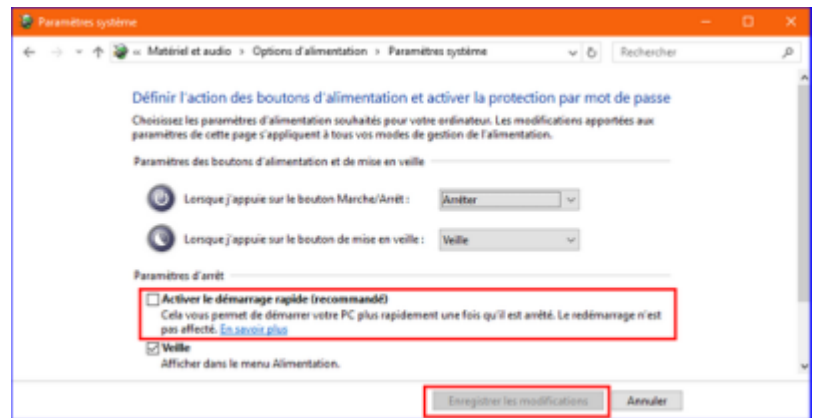 Paramètres système
« Matériel et audio > Options d'alimentation > Paramètres système
Rechercher
Définir l'action des boutons d'alimentation et activer la protection par mot de passe
Choisissez les paramètres d'alimentation souhaités pour votre ordinateur. Les modifications apportées aux
paramètres de cette page s'appliquent à tous vos modes de gestion de l'alimentation.
Paramètres des boutons d'alimentation et de mise en veille
Lorsque j'appuie sur le bouton Marche/Arrêt :
Arrêter
Lorsque j'appuie sur le bouton de mise en veille :
Veille
Paramètres d'arrêt
Activer le démarrage rapide (recommandé)
Cela vous permet de démarrer votre PC plus rapidement une fois qu'il est arrêté. Le redémarrage n'est
pas affecté. En savoir plus
Veille
Afficher dans le menu Alimentation.
Enregistrer les modifications
Annuler